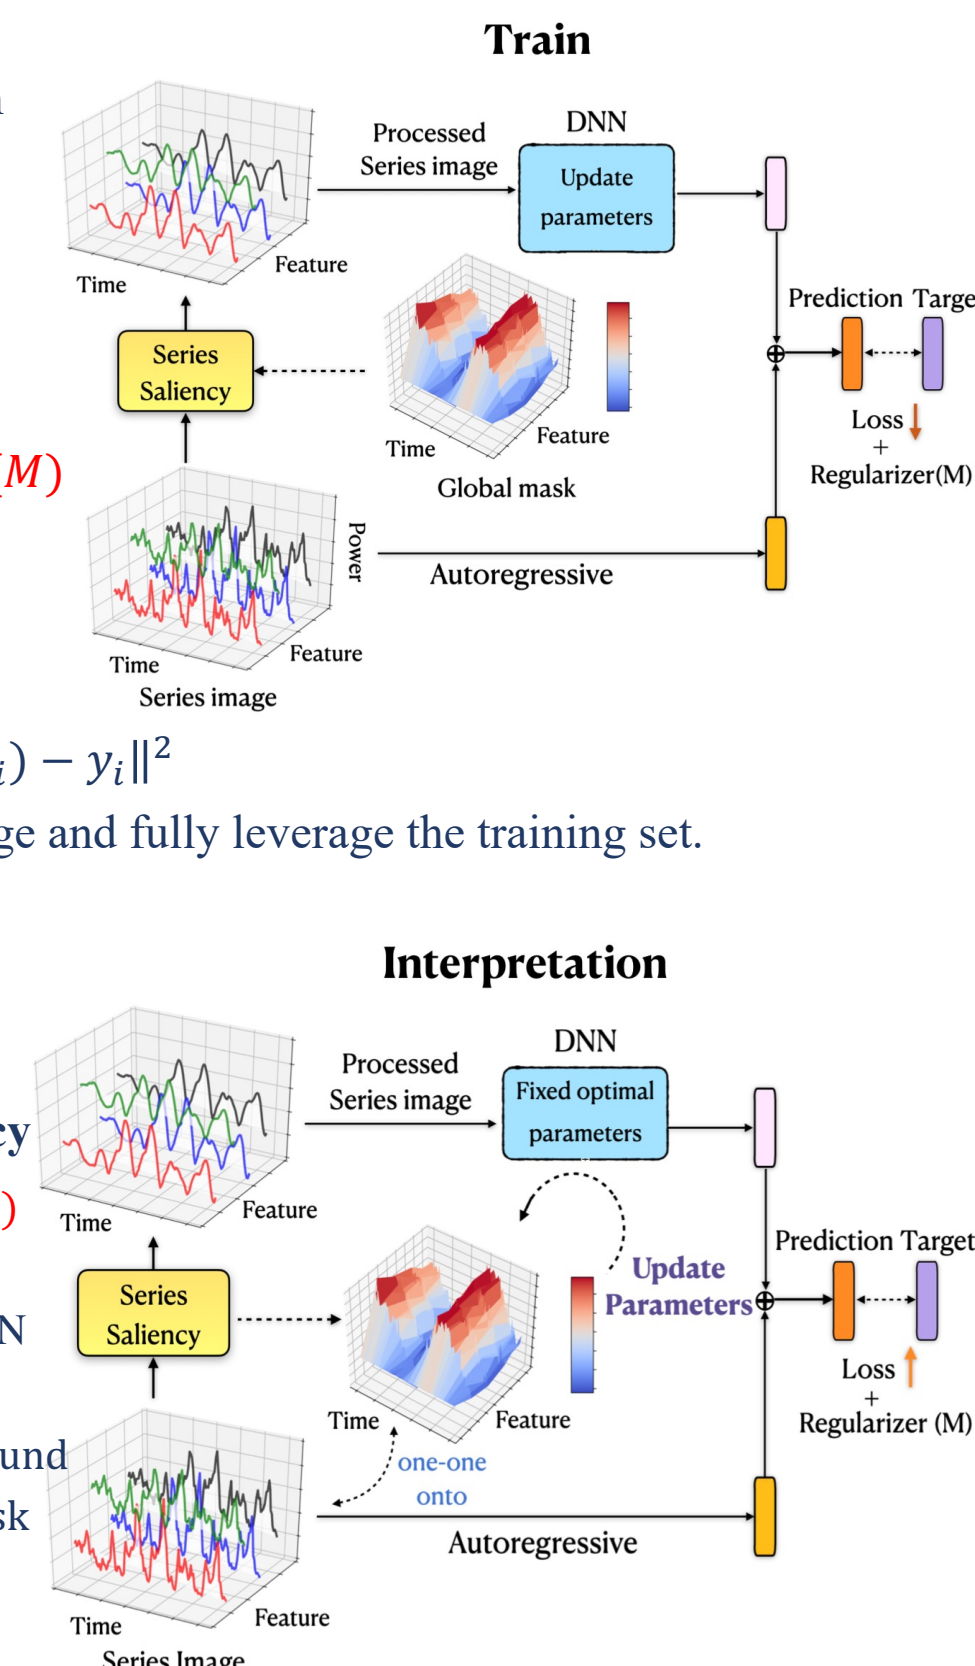 Train
DNN
Processed
Series image
Update
parameters
Time
Feature
Prediction
Targe
Series
Saliency
Time
Feature
Global mask
Loss
+
Regularizer(M)
(M)
Power
Autoregressive
Time
Feature
Series image
i) − yᵢ‖²
ge and fully leverage the training set.
Interpretation
DNN
Processed
Series image
Fixed optimal
parameters
cy
)
Time
Feature
Prediction
Target
Update
Parameters
Series
Saliency
N
Time
Feature
Loss
+
Regularizer (M)
und
sk
one-one
onto
Autoregressive
Time
Feature
Series Image